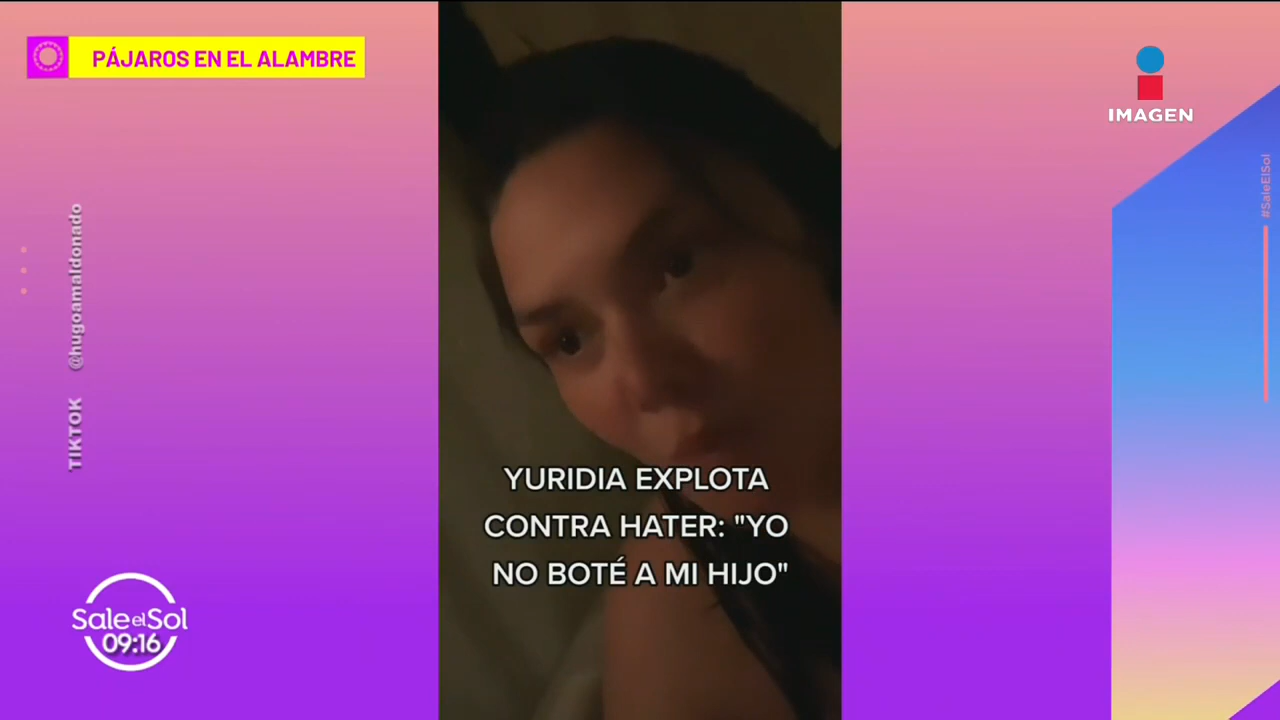 PÁJAROS EN EL ALAMBRE
IMAGEN
#SaleElSol
TIKTOK @hugoamaldonado
YURIDIA EXPLOTA
CONTRA HATER: "YO
NO BOTÉ A MI HIJO"
Sale el Sol
09:16